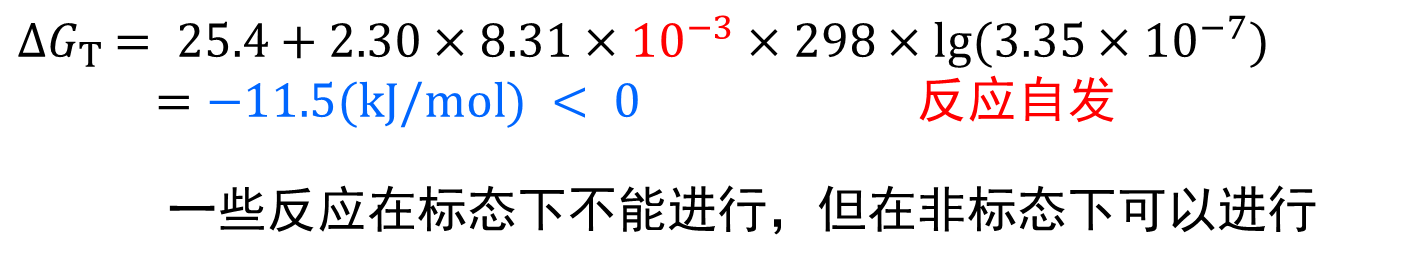 ΔG_T = 25.4 + 2.30 × 8.31 × 10⁻³ × 298 × lg(3.35 × 10⁻⁷)
= −11.5(kJ/mol) < 0 反应自发
一些反应在标态下不能进行，但在非标态下可以进行